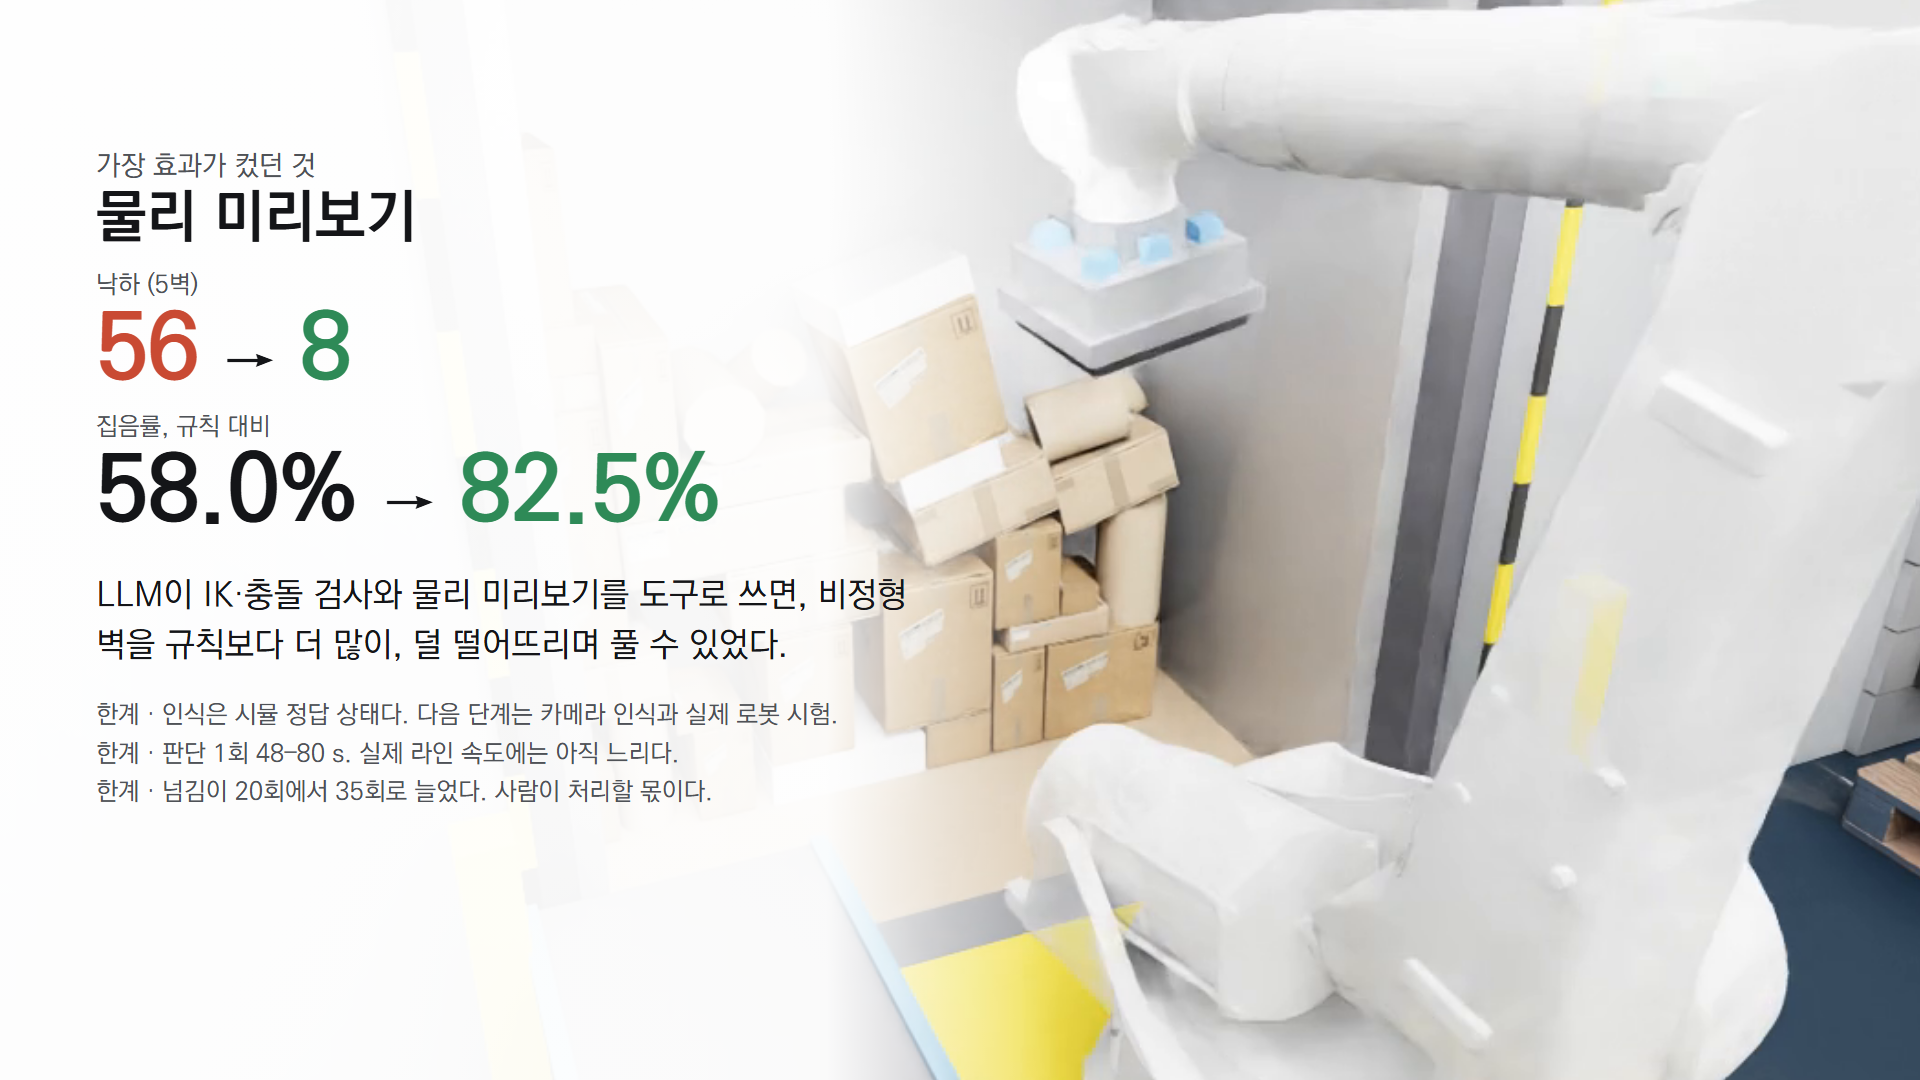 가장 효과가 컸던 것
물리 미리보기
낙하 (5벽)
56 → 8
집음률, 규칙 대비
58.0% → 82.5%
LLM이 IK·충돌 검사와 물리 미리보기를 도구로 쓰면, 비정형
벽을 규칙보다 더 많이, 덜 떨어뜨리며 풀 수 있었다.
한계 · 인식은 시뮬 정답 상태다. 다음 단계는 카메라 인식과 실제 로봇 시험.
한계 · 판단 1회 48–80 s. 실제 라인 속도에는 아직 느리다.
한계 · 넘김이 20회에서 35회로 늘었다. 사람이 처리할 몫이다.